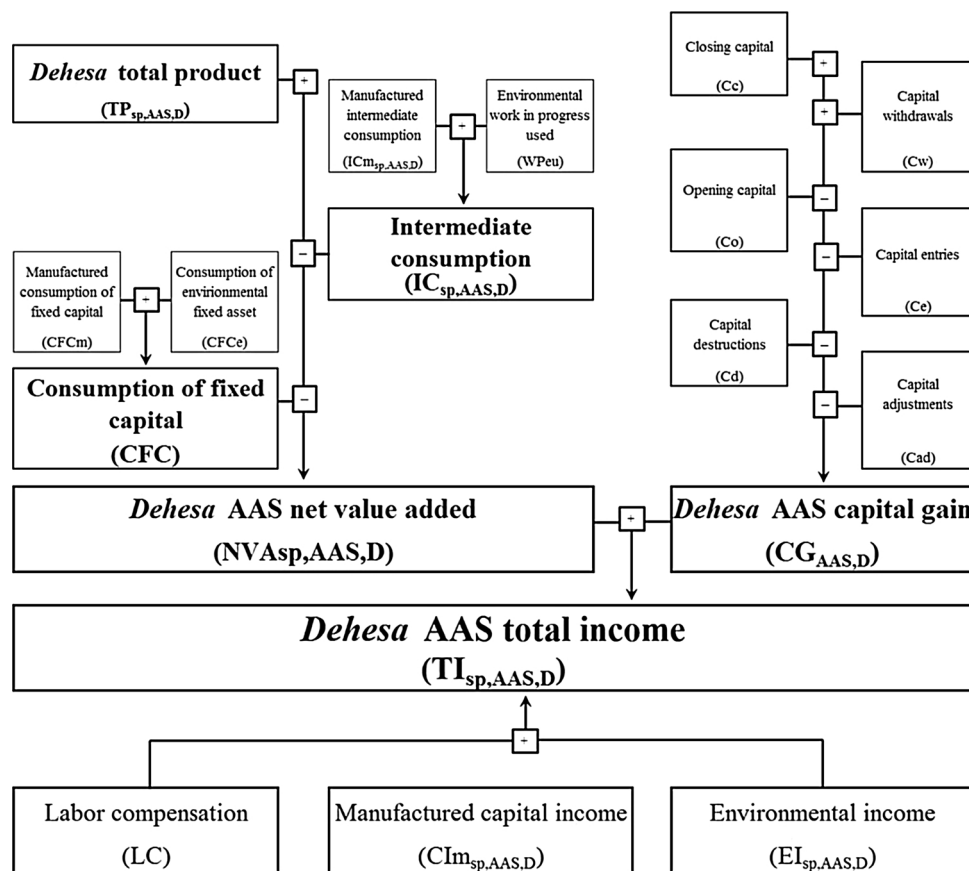 Dehesa total product
(TPsp,AAS,D)
+
Manufactured
intermediate
consumption
(ICmsp,AAS,D)
+
Environmental
work in progress
used
(WPeu)
Intermediate
consumption
(ICsp,AAS,D)
−
Manufactured
consumption of
fixed capital
(CFCm)
+
Consumption of
envirionmental
fixed asset
(CFCe)
Consumption of fixed
capital
(CFC)
−
Closing capital
(Cc)
+
Capital
withdrawals
(Cw)
+
Opening capital
(Co)
−
Capital entries
(Ce)
−
Capital
destructions
(Cd)
−
Capital
adjustments
(Cad)
−
Dehesa AAS net value added
(NVAsp,AAS,D)
+
Dehesa AAS capital gain
(CGAAS,D)
Dehesa AAS total income
(TIsp,AAS,D)
+
Labor compensation
(LC)
Manufactured capital income
(CImsp,AAS,D)
Environmental income
(EIsp,AAS,D)